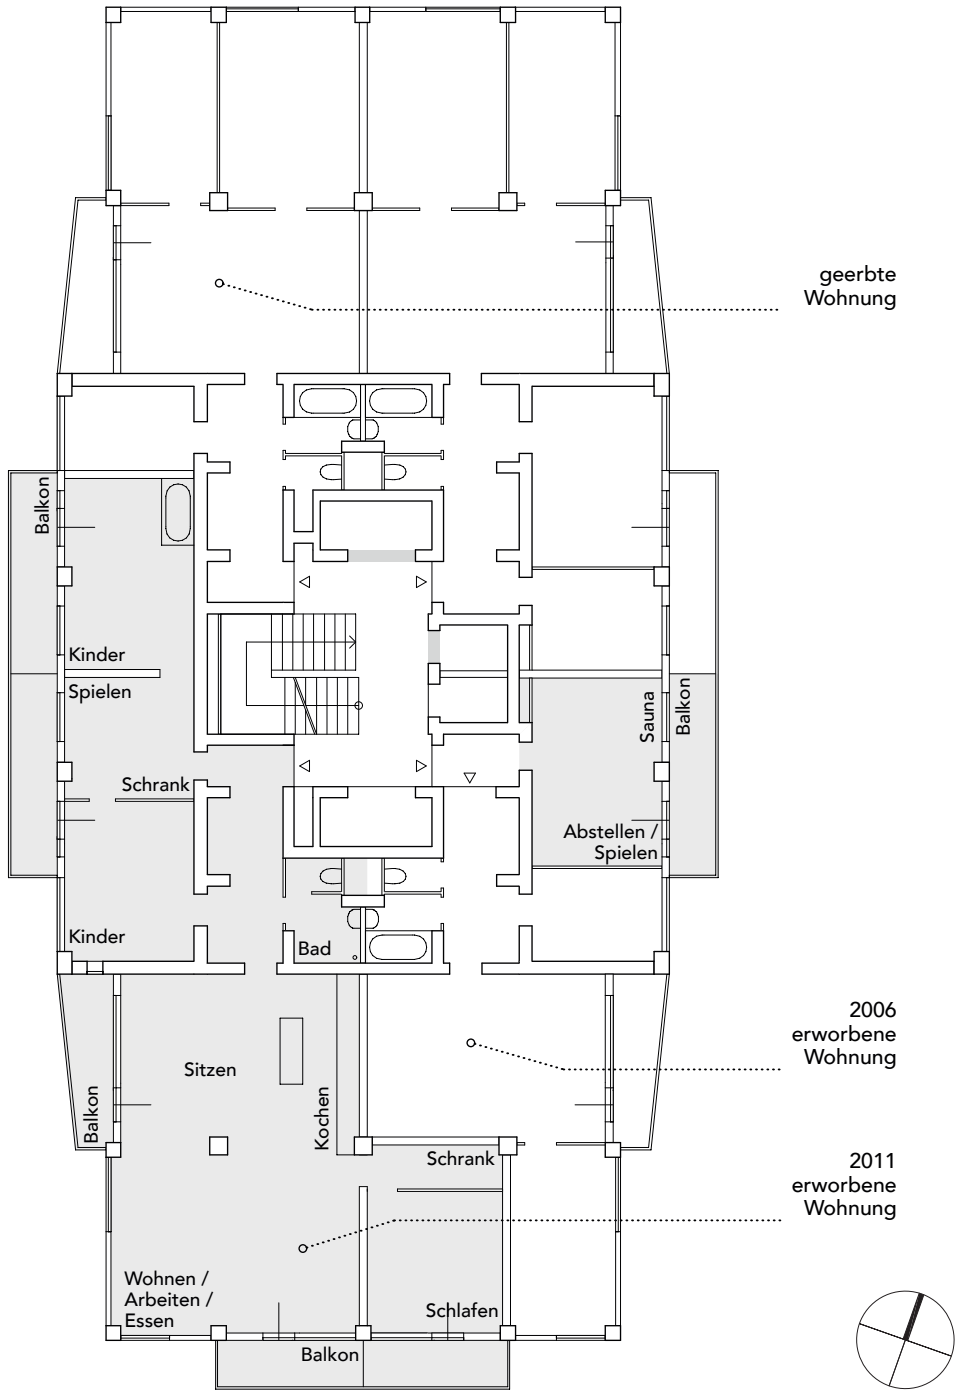 geerbte
Wohnung
Balkon
Kinder
Spielen
Sauna
Balkon
Schrank
Abstellen /
Spielen
Kinder
Bad
2006
erworbene
Wohnung
Sitzen
Kochen
Balkon
Schrank
2011
erworbene
Wohnung
Wohnen /
Arbeiten /
Essen
Schlafen
Balkon